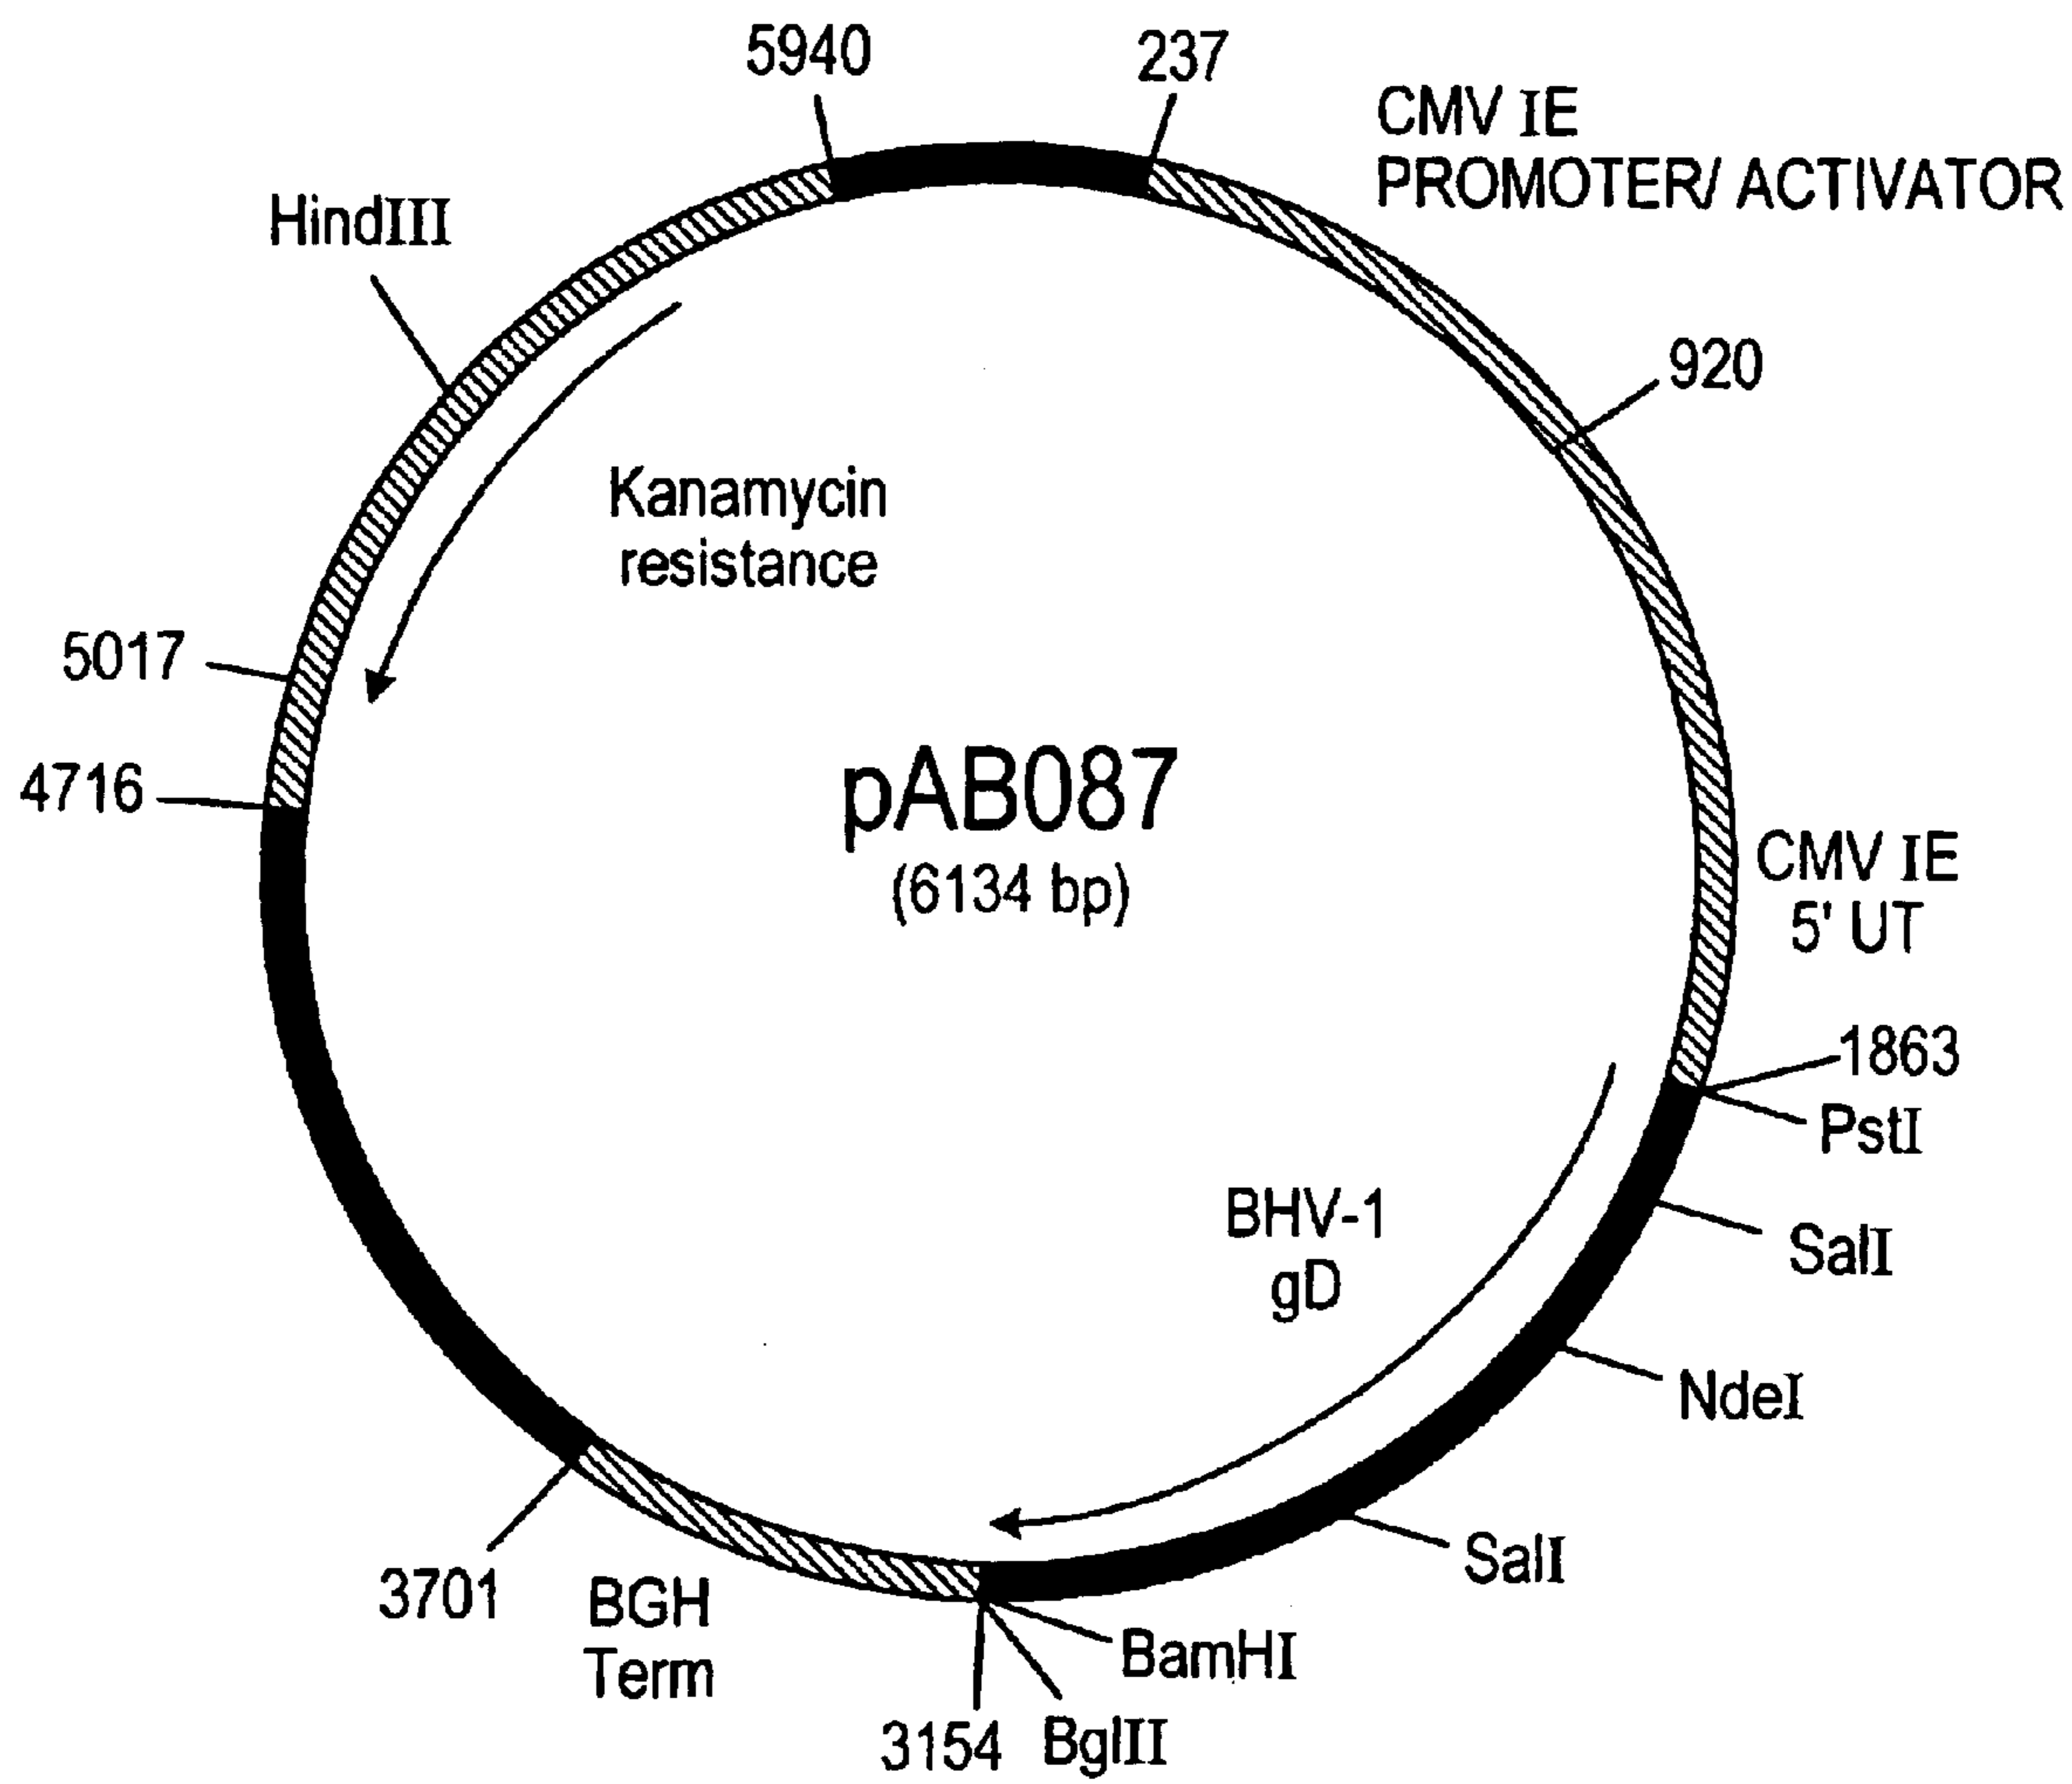 5940
237
CMV IE
PROMOTER/ ACTIVATOR
HindIII
920
Kanamycin
resistance
5017
4716
pAB087
(6134 bp)
CMV IE
5' UT
1863
PstI
BHV-1
gD
SalI
NdeI
SalI
3701
BGH
Term
BamHI
3154
BglII